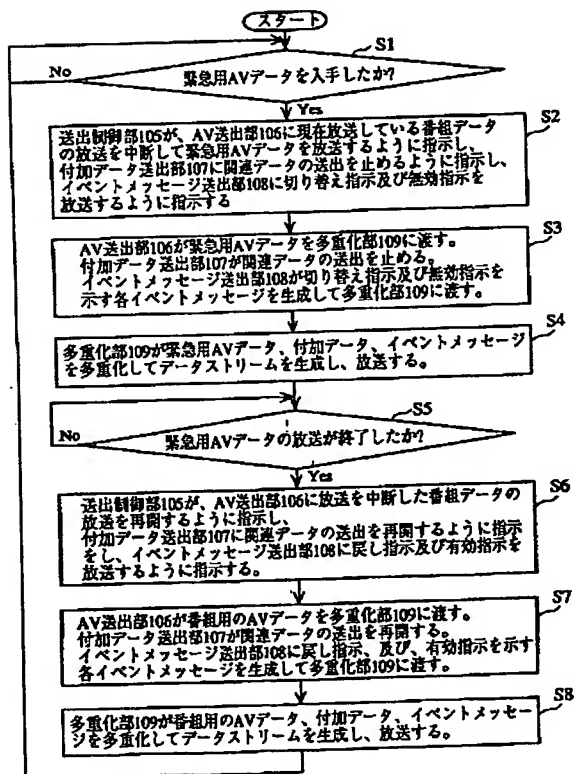 スタート
S1
No
緊急用AVデータを入手したか?
Yes
S2
送出制御部105が、AV送出部106に現在放送している番組データ
の放送を中断して緊急用AVデータを放送するように指示し、
付加データ送出部107に関連データの送出を止めるように指示し、
イベントメッセージ送出部108に切り替え指示及び無効指示を
放送するように指示する
S3
AV送出部106が緊急用AVデータを多重化部109に渡す。
付加データ送出部107が関連データの送出を止める。
イベントメッセージ送出部108が切り替え指示及び無効指示を
示す各イベントメッセージを生成して多重化部109に渡す。
S4
多重化部109が緊急用AVデータ、付加データ、イベントメッセージ
を多重化してデータストリームを生成し、放送する。
S5
No
緊急用AVデータの放送が終了したか?
Yes
S6
送出制御部105が、AV送出部106に放送を中断した番組データの
放送を再開するように指示し、
付加データ送出部107に関連データの送出を再開するように指示
をし、イベントメッセージ送出部108に戻し指示及び有効指示を
放送するように指示する。
S7
AV送出部106が番組用のAVデータを多重化部109に渡す。
付加データ送出部107が関連データの送出を再開する。
イベントメッセージ送出部108に戻し指示、及び、有効指示を示す
各イベントメッセージを生成して多重化部109に渡す。
S8
多重化部109が番組用のAVデータ、付加データ、イベントメッセー
ジを多重化してデータストリームを生成し、放送する。